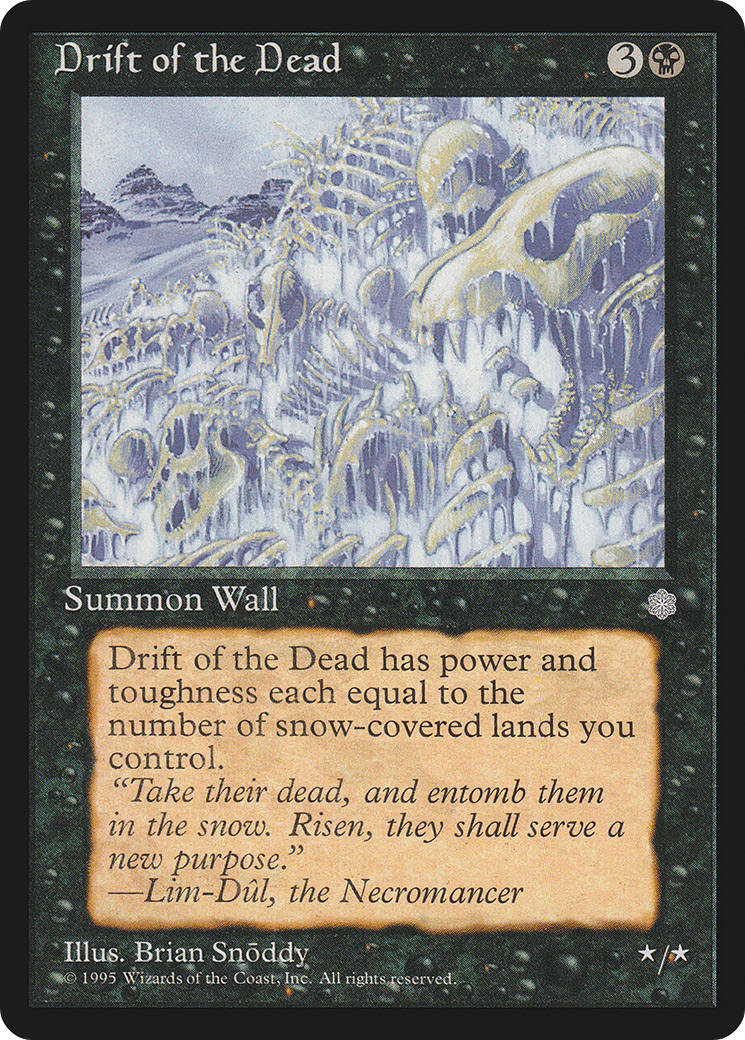 Drift of the Dead 3
Summon Wall
Drift of the Dead has power and
toughness each equal to the
number of snow-covered lands you
control.
“Take their dead, and entomb them
in the snow. Risen, they shall serve a
new purpose.”
—Lim-Dûl, the Necromancer
Illus. Brian Snōddy
★/★
© 1995 Wizards of the Coast, Inc. All rights reserved.